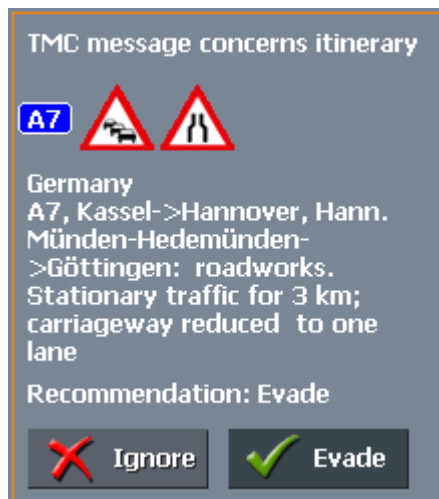 TMC message concerns itinerary
A7
Germany
A7, Kassel->Hannover, Hann.
Münden-Hedemünden-
>Göttingen:  roadworks.
Stationary traffic for 3 km;
carriageway reduced  to one
lane
Recommendation: Evade
Ignore
Evade